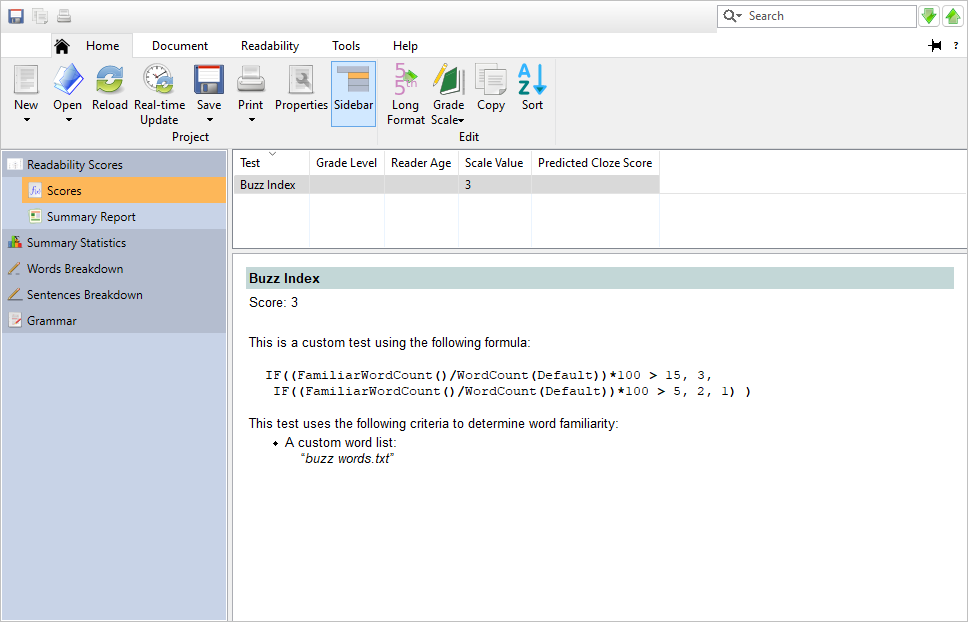 Search
Home Document Readability Tools Help ?
New Open Reload Real-time Update Save Print Properties Sidebar Long Format Grade Scale Copy Sort
Project Edit
Readability Scores
Scores
Summary Report
Summary Statistics
Words Breakdown
Sentences Breakdown
Grammar
Test Grade Level Reader Age Scale Value Predicted Cloze Score
Buzz Index 3
Buzz Index
Score: 3
This is a custom test using the following formula:
IF((FamiliarWordCount()/WordCount(Default))*100 > 15, 3,
IF((FamiliarWordCount()/WordCount(Default))*100 > 5, 2, 1) )
This test uses the following criteria to determine word familiarity:
• A custom word list:
“buzz words.txt”